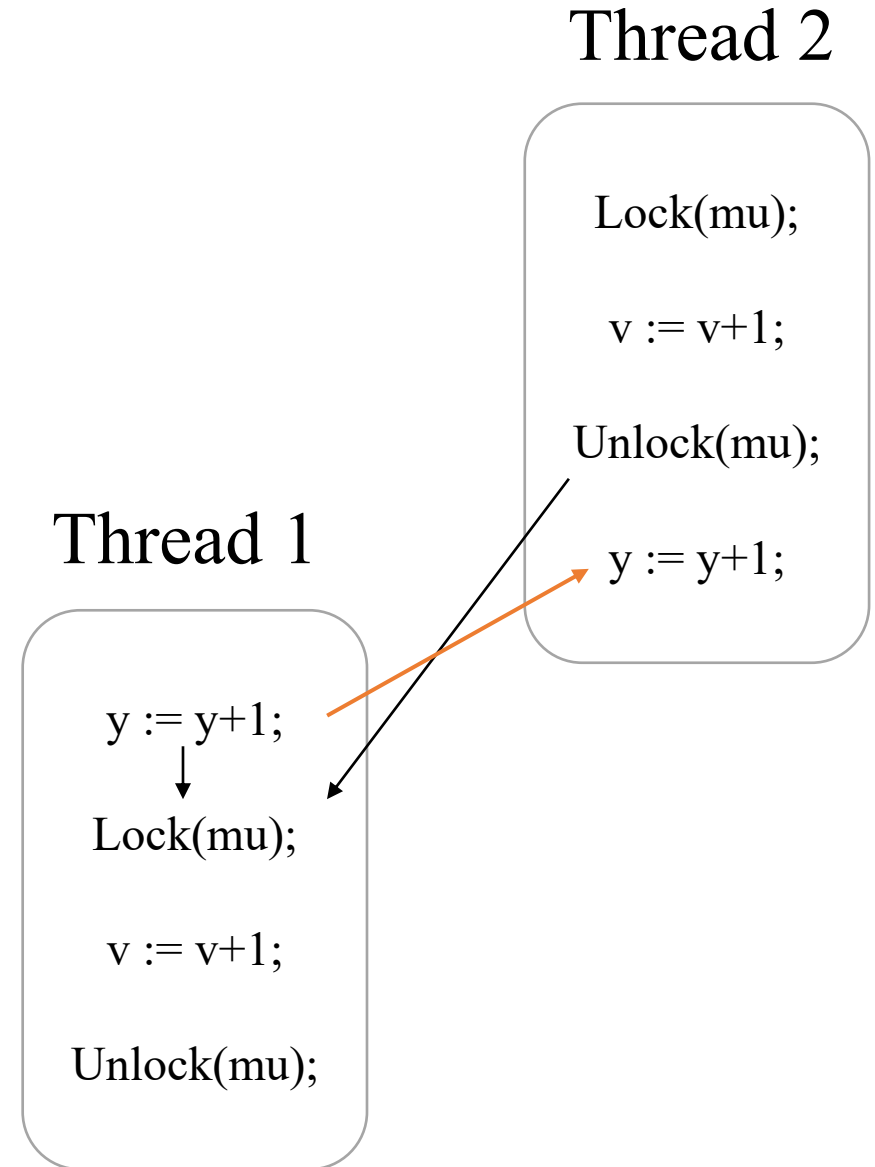 Thread 2
Lock(mu);
v := v+1;
Unlock(mu);
y := y+1;
Thread 1
y := y+1;
Lock(mu);
v := v+1;
Unlock(mu);